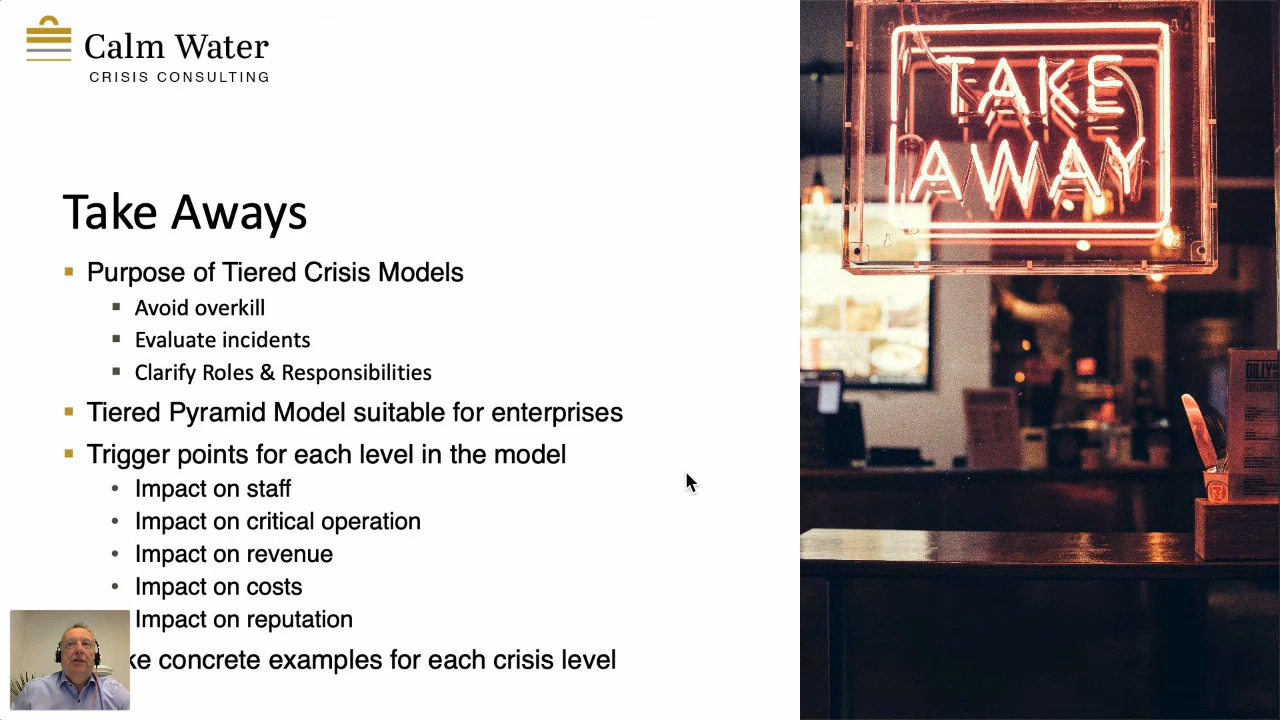 Calm Water
CRISIS CONSULTING
Take Aways
Purpose of Tiered Crisis Models
Avoid overkill
Evaluate incidents
Clarify Roles & Responsibilities
Tiered Pyramid Model suitable for enterprises
Trigger points for each level in the model
Impact on staff
Impact on critical operation
Impact on revenue
Impact on costs
Impact on reputation
concrete examples for each crisis level
TAKE
AWAY